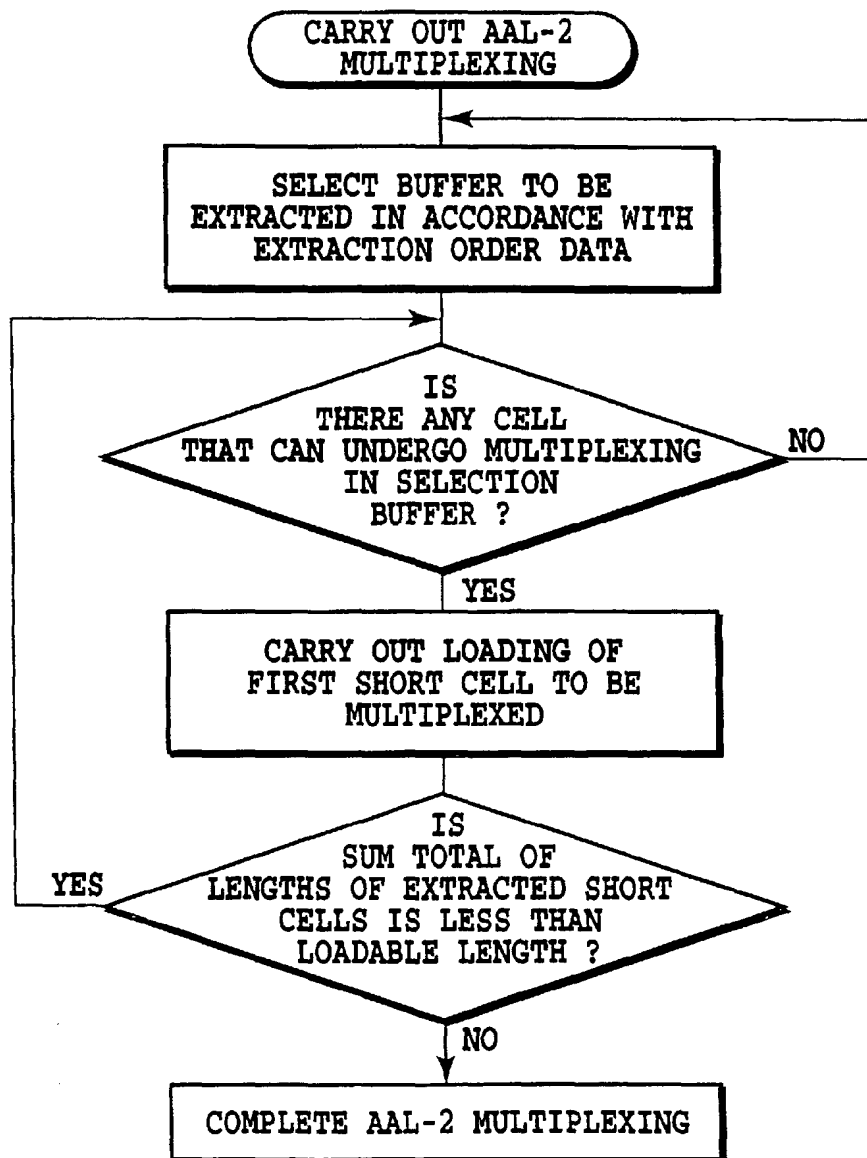 CARRY OUT AAL-2
MULTIPLEXING
SELECT BUFFER TO BE
EXTRACTED IN ACCORDANCE WITH
EXTRACTION ORDER DATA
IS
THERE ANY CELL
THAT CAN UNDERGO MULTIPLEXING
IN SELECTION
BUFFER ?
NO
YES
CARRY OUT LOADING OF
FIRST SHORT CELL TO BE
MULTIPLEXED
IS
SUM TOTAL OF
LENGTHS OF EXTRACTED SHORT
CELLS IS LESS THAN
LOADABLE LENGTH ?
YES
NO
COMPLETE AAL-2 MULTIPLEXING